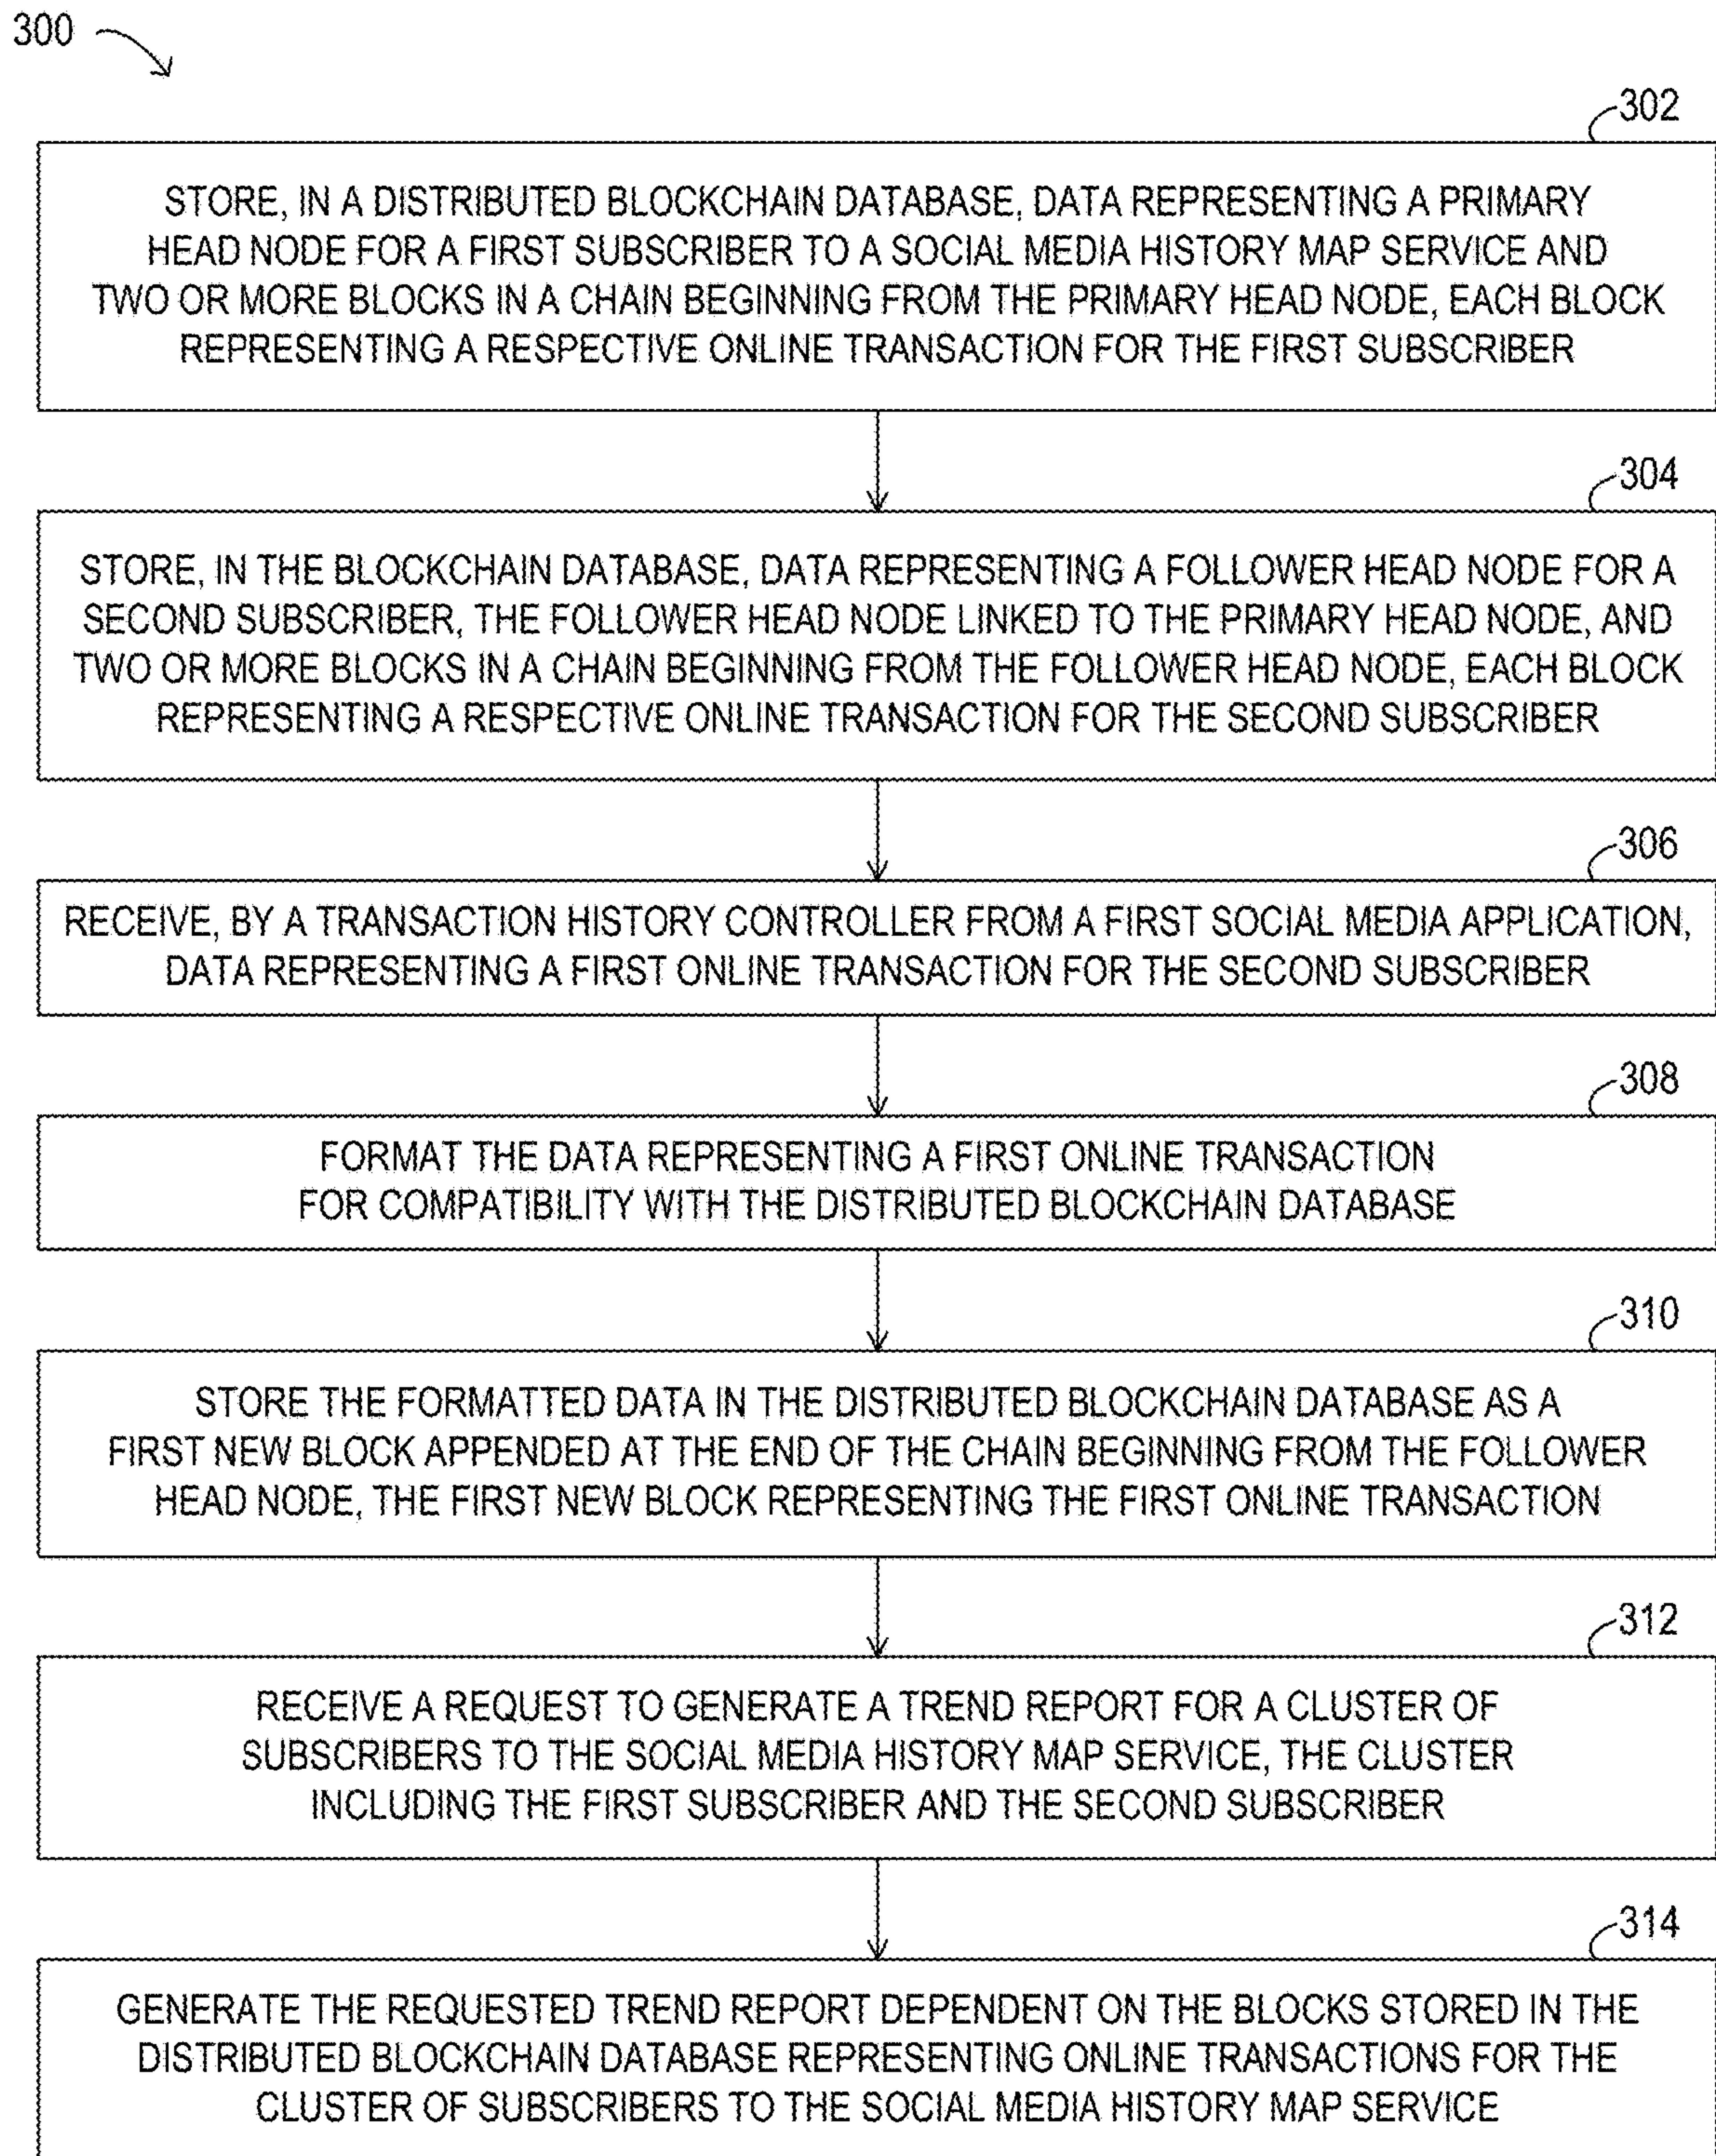 300
302
STORE, IN A DISTRIBUTED BLOCKCHAIN DATABASE, DATA REPRESENTING A PRIMARY
HEAD NODE FOR A FIRST SUBSCRIBER TO A SOCIAL MEDIA HISTORY MAP SERVICE AND
TWO OR MORE BLOCKS IN A CHAIN BEGINNING FROM THE PRIMARY HEAD NODE, EACH BLOCK
REPRESENTING A RESPECTIVE ONLINE TRANSACTION FOR THE FIRST SUBSCRIBER
304
STORE, IN THE BLOCKCHAIN DATABASE, DATA REPRESENTING A FOLLOWER HEAD NODE FOR A
SECOND SUBSCRIBER, THE FOLLOWER HEAD NODE LINKED TO THE PRIMARY HEAD NODE, AND
TWO OR MORE BLOCKS IN A CHAIN BEGINNING FROM THE FOLLOWER HEAD NODE, EACH BLOCK
REPRESENTING A RESPECTIVE ONLINE TRANSACTION FOR THE SECOND SUBSCRIBER
306
RECEIVE, BY A TRANSACTION HISTORY CONTROLLER FROM A FIRST SOCIAL MEDIA APPLICATION,
DATA REPRESENTING A FIRST ONLINE TRANSACTION FOR THE SECOND SUBSCRIBER
308
FORMAT THE DATA REPRESENTING A FIRST ONLINE TRANSACTION
FOR COMPATIBILITY WITH THE DISTRIBUTED BLOCKCHAIN DATABASE
310
STORE THE FORMATTED DATA IN THE DISTRIBUTED BLOCKCHAIN DATABASE AS A
FIRST NEW BLOCK APPENDED AT THE END OF THE CHAIN BEGINNING FROM THE FOLLOWER
HEAD NODE, THE FIRST NEW BLOCK REPRESENTING THE FIRST ONLINE TRANSACTION
312
RECEIVE A REQUEST TO GENERATE A TREND REPORT FOR A CLUSTER OF
SUBSCRIBERS TO THE SOCIAL MEDIA HISTORY MAP SERVICE, THE CLUSTER
INCLUDING THE FIRST SUBSCRIBER AND THE SECOND SUBSCRIBER
314
GENERATE THE REQUESTED TREND REPORT DEPENDENT ON THE BLOCKS STORED IN THE
DISTRIBUTED BLOCKCHAIN DATABASE REPRESENTING ONLINE TRANSACTIONS FOR THE
CLUSTER OF SUBSCRIBERS TO THE SOCIAL MEDIA HISTORY MAP SERVICE